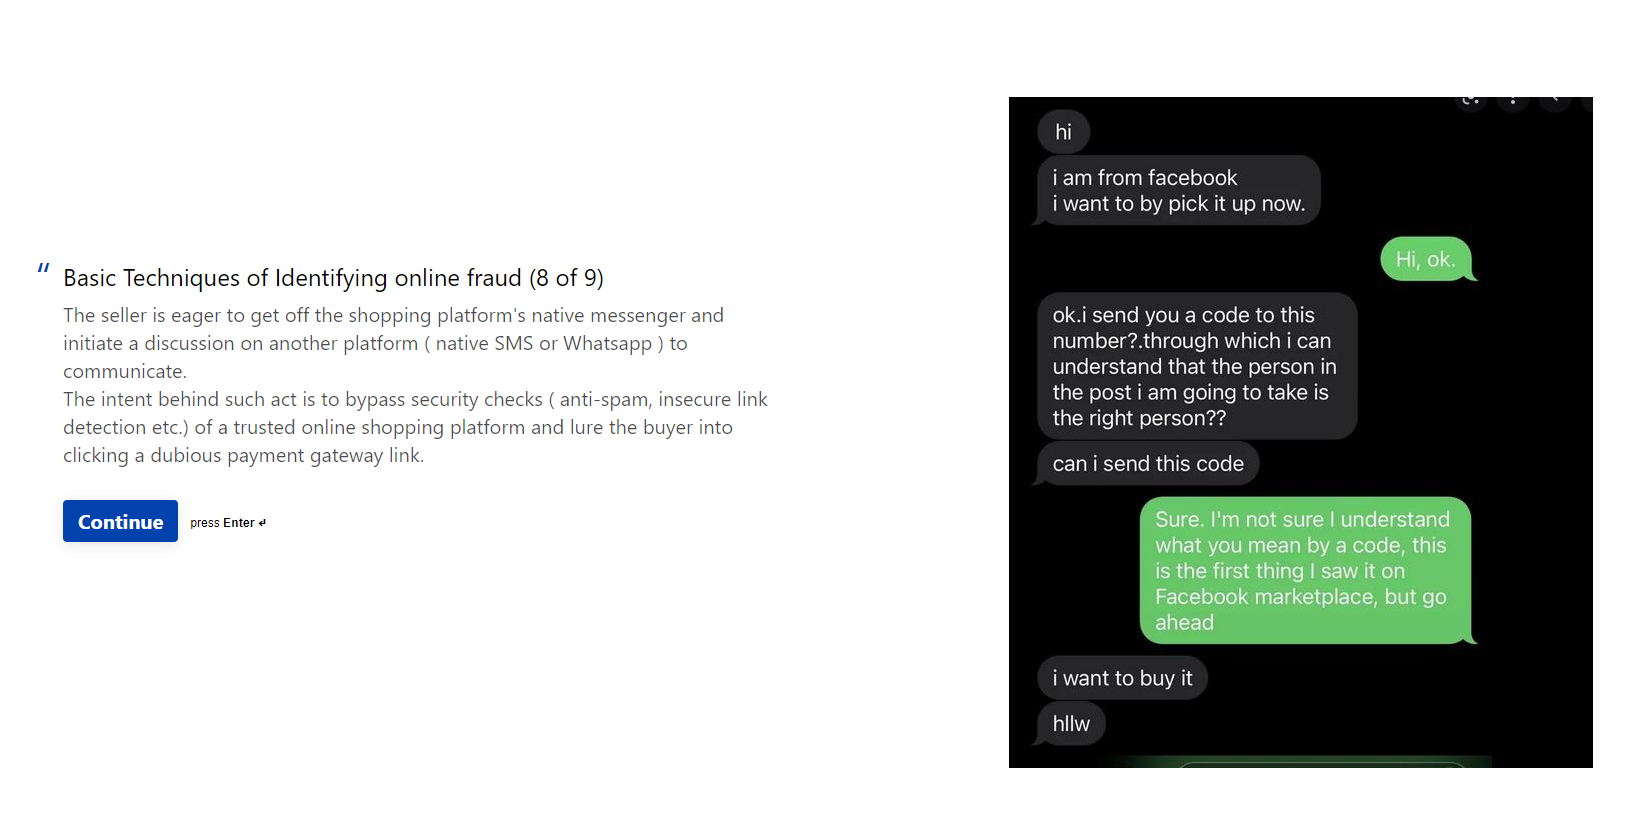 "
Basic Techniques of Identifying online fraud (8 of 9)
The seller is eager to get off the shopping platform's native messenger and
initiate a discussion on another platform ( native SMS or Whatsapp ) to
communicate.
The intent behind such act is to bypass security checks ( anti-spam, insecure link
detection etc.) of a trusted online shopping platform and lure the buyer into
clicking a dubious payment gateway link.
Continue
press Enter ↵
hi
i am from facebook
i want to by pick it up now.
Hi, ok.
ok.i send you a code to this
number?.through which i can
understand that the person in
the post i am going to take is
the right person??
can i send this code
Sure. I'm not sure I understand
what you mean by a code, this
is the first thing I saw it on
Facebook marketplace, but go
ahead
i want to buy it
hllw